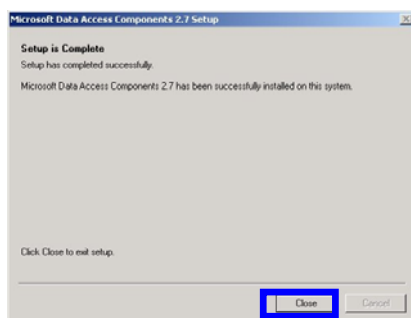 Microsoft Data Access Components 2.7 Setup
Setup is Complete
Setup has completed successfully.
Microsoft Data Access Components 2.7 has been successfully installed on this system.
Click Close to exit setup.
Close
Cancel